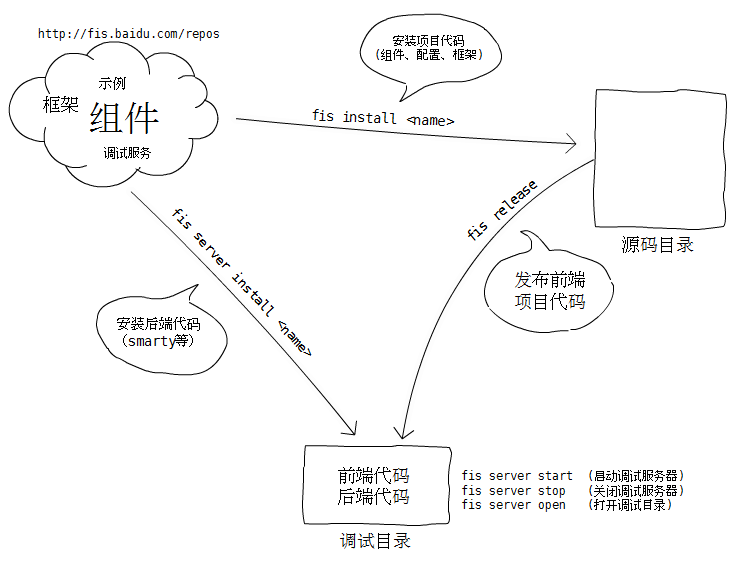 http://fis.baidu.com/repos
示例
框架
组件
调试服务
安装项目代码
(组件、配置、框架)
fis install <name>
源码目录
fis release
发布前端
项目代码
fis server install <name>
安装后端代码
(smarty等)
前端代码
后端代码
调试目录
fis server start (启动调试服务器)
fis server stop (关闭调试服务器)
fis server open (打开调试目录)